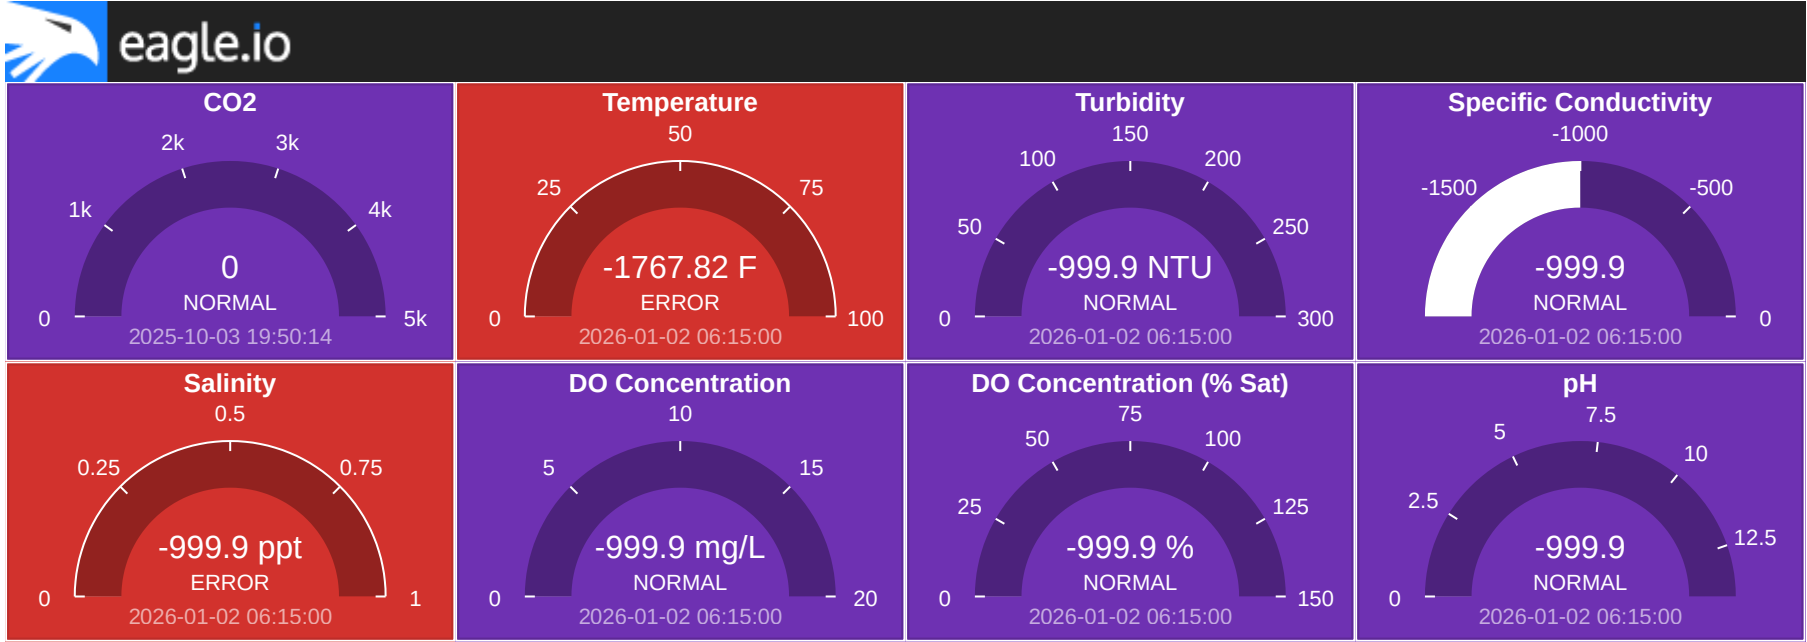 eagle.io
CO2
2k 3k
1k 4k
0
NORMAL
0 5k
2025-10-03 19:50:14
Temperature
50
25 75
-1767.82 F
ERROR
0 100
2026-01-02 06:15:00
Turbidity
150
100 200
50 250
-999.9 NTU
NORMAL
0 300
2026-01-02 06:15:00
Specific Conductivity
-1000
-1500 -500
-999.9
NORMAL
0
2026-01-02 06:15:00
Salinity
0.5
0.25 0.75
-999.9 ppt
ERROR
0 1
2026-01-02 06:15:00
DO Concentration
10
5 15
-999.9 mg/L
NORMAL
0 20
2026-01-02 06:15:00
DO Concentration (% Sat)
75
50 100
25 125
-999.9 %
NORMAL
0 150
2026-01-02 06:15:00
pH
7.5
5 10
2.5 12.5
-999.9
NORMAL
0
2026-01-02 06:15:00